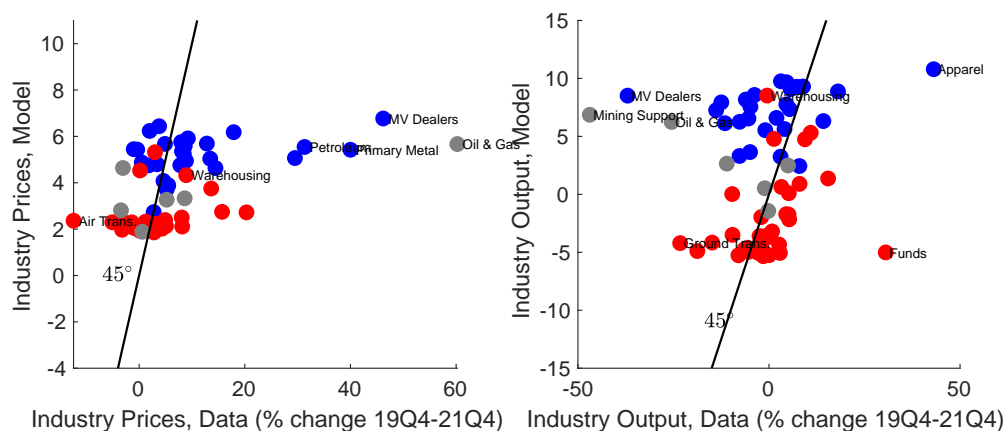 Industry Prices, Model
10
8
6
4
2
0
-2
-4
0
20
40
60
MV Dealers
Petroleum
Primary Metal
Oil & Gas
Warehousing
Air Trans.
45°
Industry Prices, Data (% change 19Q4-21Q4)
Industry Output, Model
15
10
5
0
-5
-10
-15
-50
0
50
Apparel
MV Dealers
Warehousing
Mining Support
Oil & Gas
Ground Trans.
Funds
45°
Industry Output, Data (% change 19Q4-21Q4)